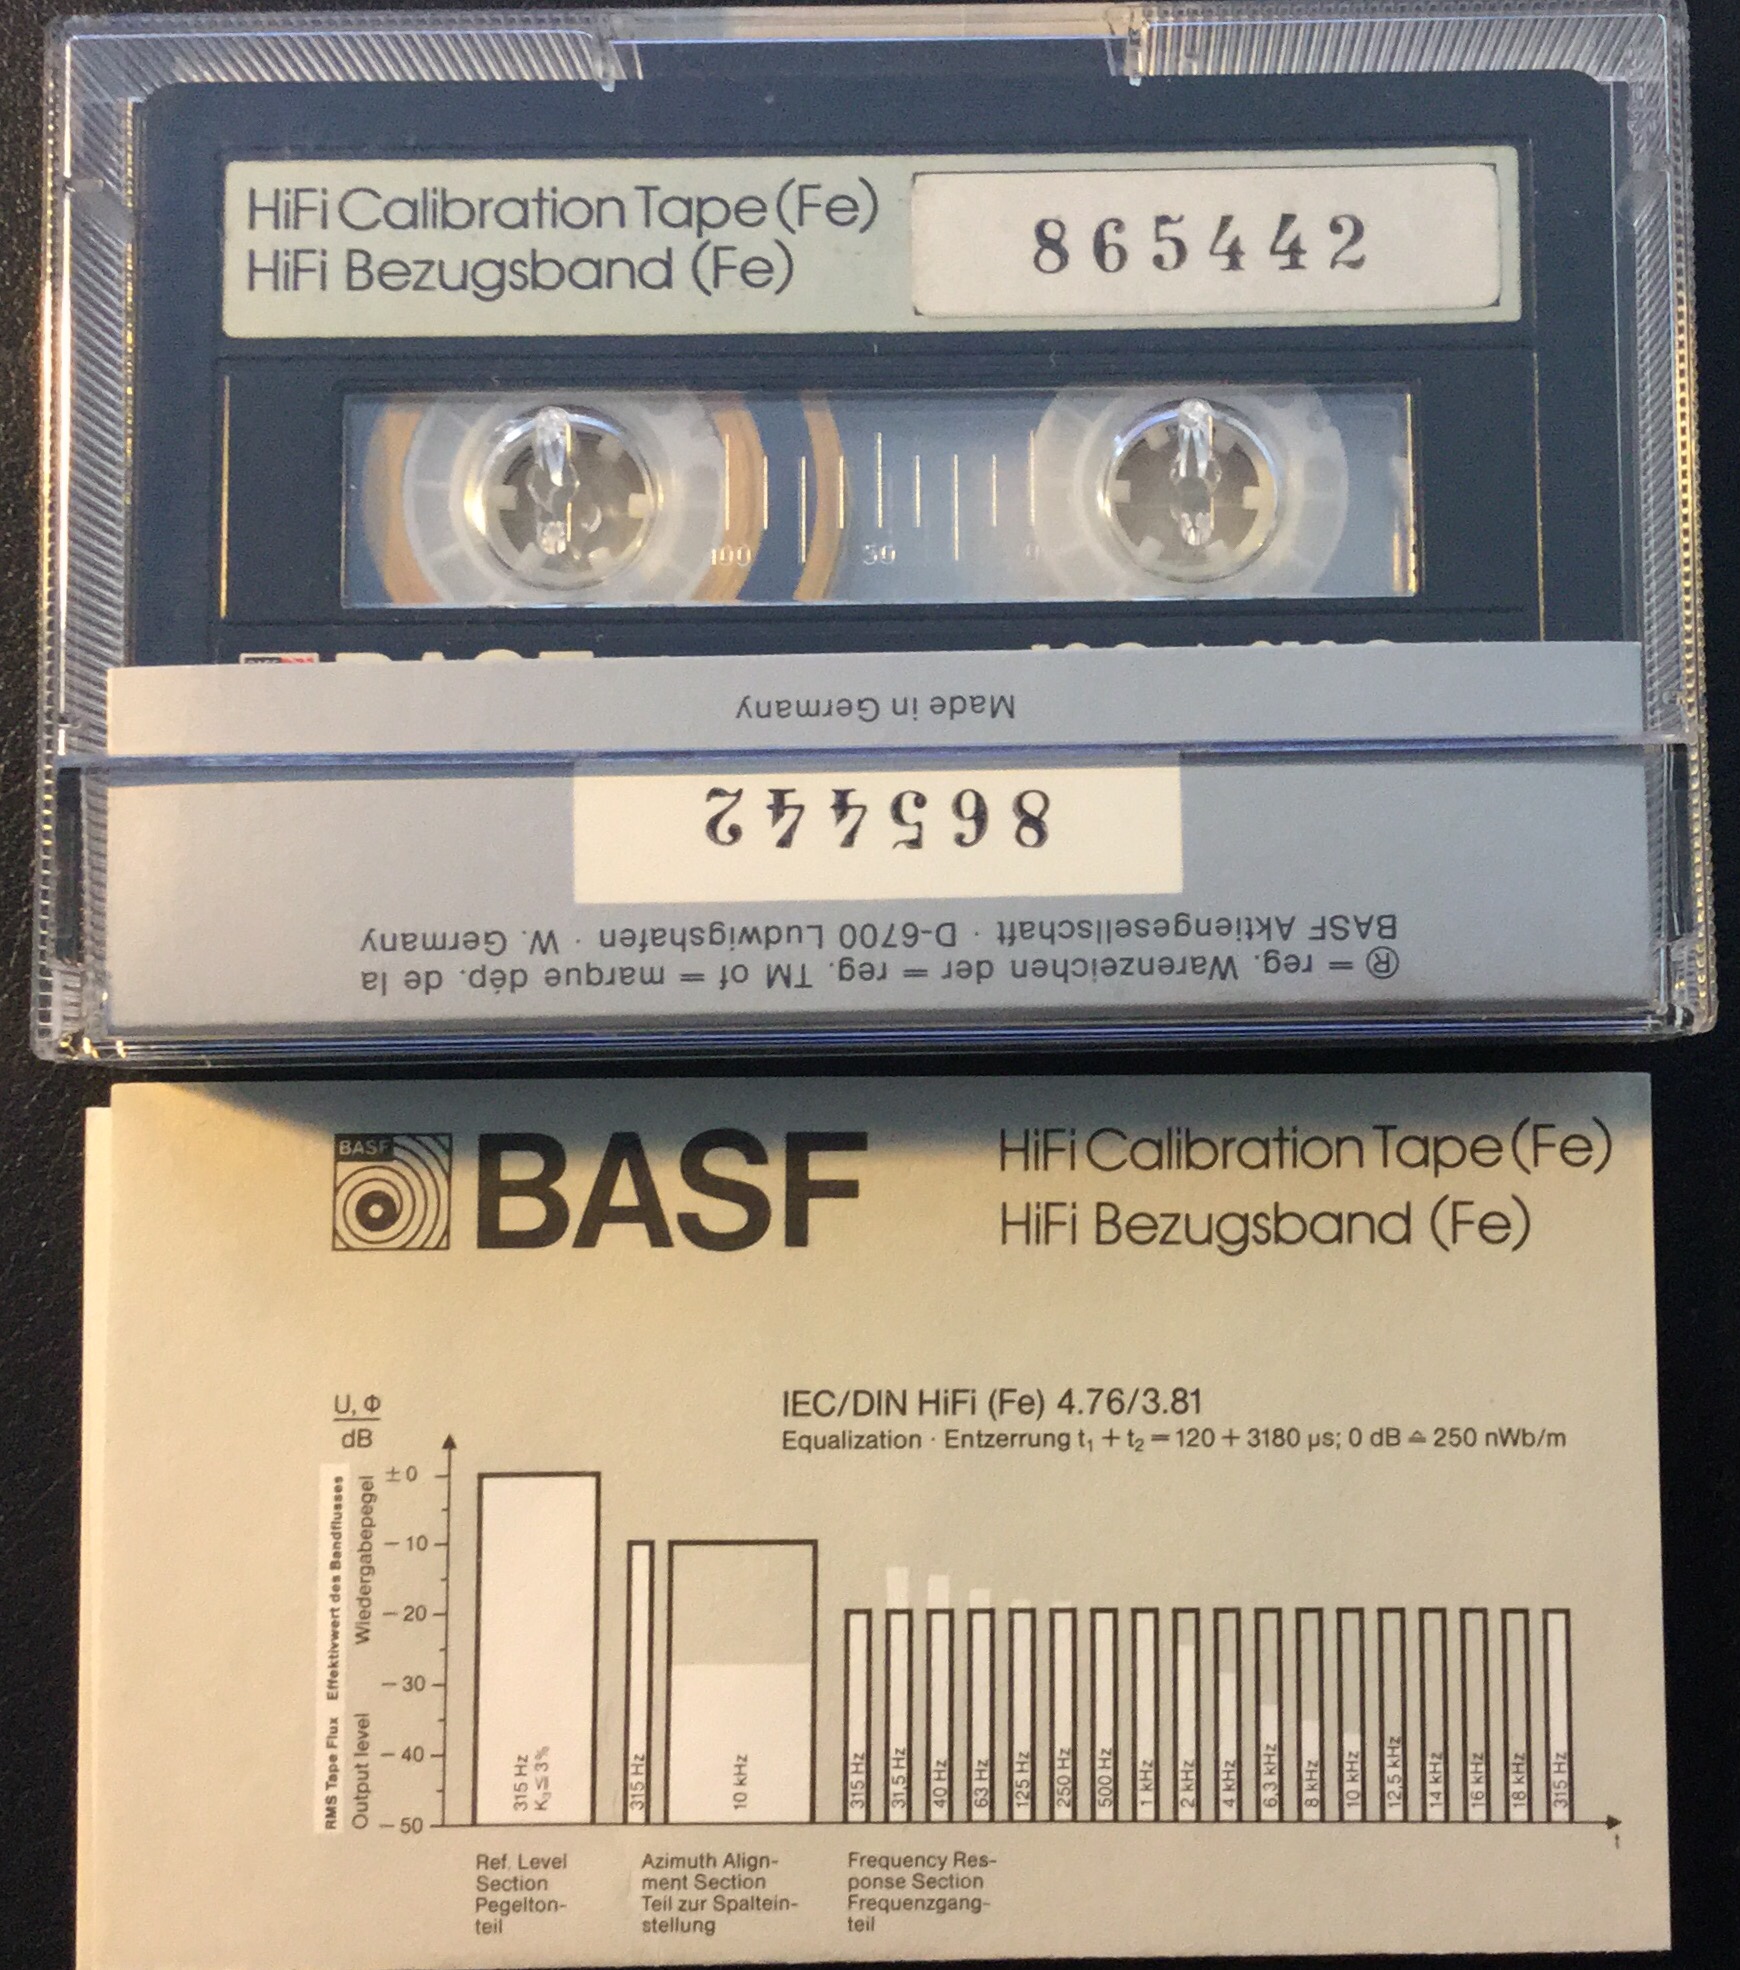 HiFi Calibration Tape (Fe)
HiFi Bezugsband (Fe)
865442
100 50 0
Made in Germany
865442
BASF Aktiengesellschaft · D-6700 Ludwigshafen · W. Germany
® = reg. Warenzeichen der = reg. TM of = marque dép. de la
BASF
BASF
HiFi Calibration Tape (Fe)
HiFi Bezugsband (Fe)
IEC/DIN HiFi (Fe) 4.76/3.81
Equalization · Entzerrung t₁ + t₂ = 120 + 3180 µs; 0 dB ≙ 250 nWb/m
U, Φ
dB
± 0
− 10
− 20
− 30
− 40
− 50
RMS Tape Flux Effektivwert des Bandflusses
Output level Wiedergabepegel
315 Hz
K₃ ≦ 3%
315 Hz
10 kHz
315 Hz
31,5 Hz
40 Hz
63 Hz
125 Hz
250 Hz
500 Hz
1 kHz
2 kHz
4 kHz
6,3 kHz
8 kHz
10 kHz
12,5 kHz
14 kHz
16 kHz
18 kHz
315 Hz
t
Ref. Level
Section
Pegelton-
teil
Azimuth Align-
ment Section
Teil zur Spaltein-
stellung
Frequency Res-
ponse Section
Frequenzgang-
teil